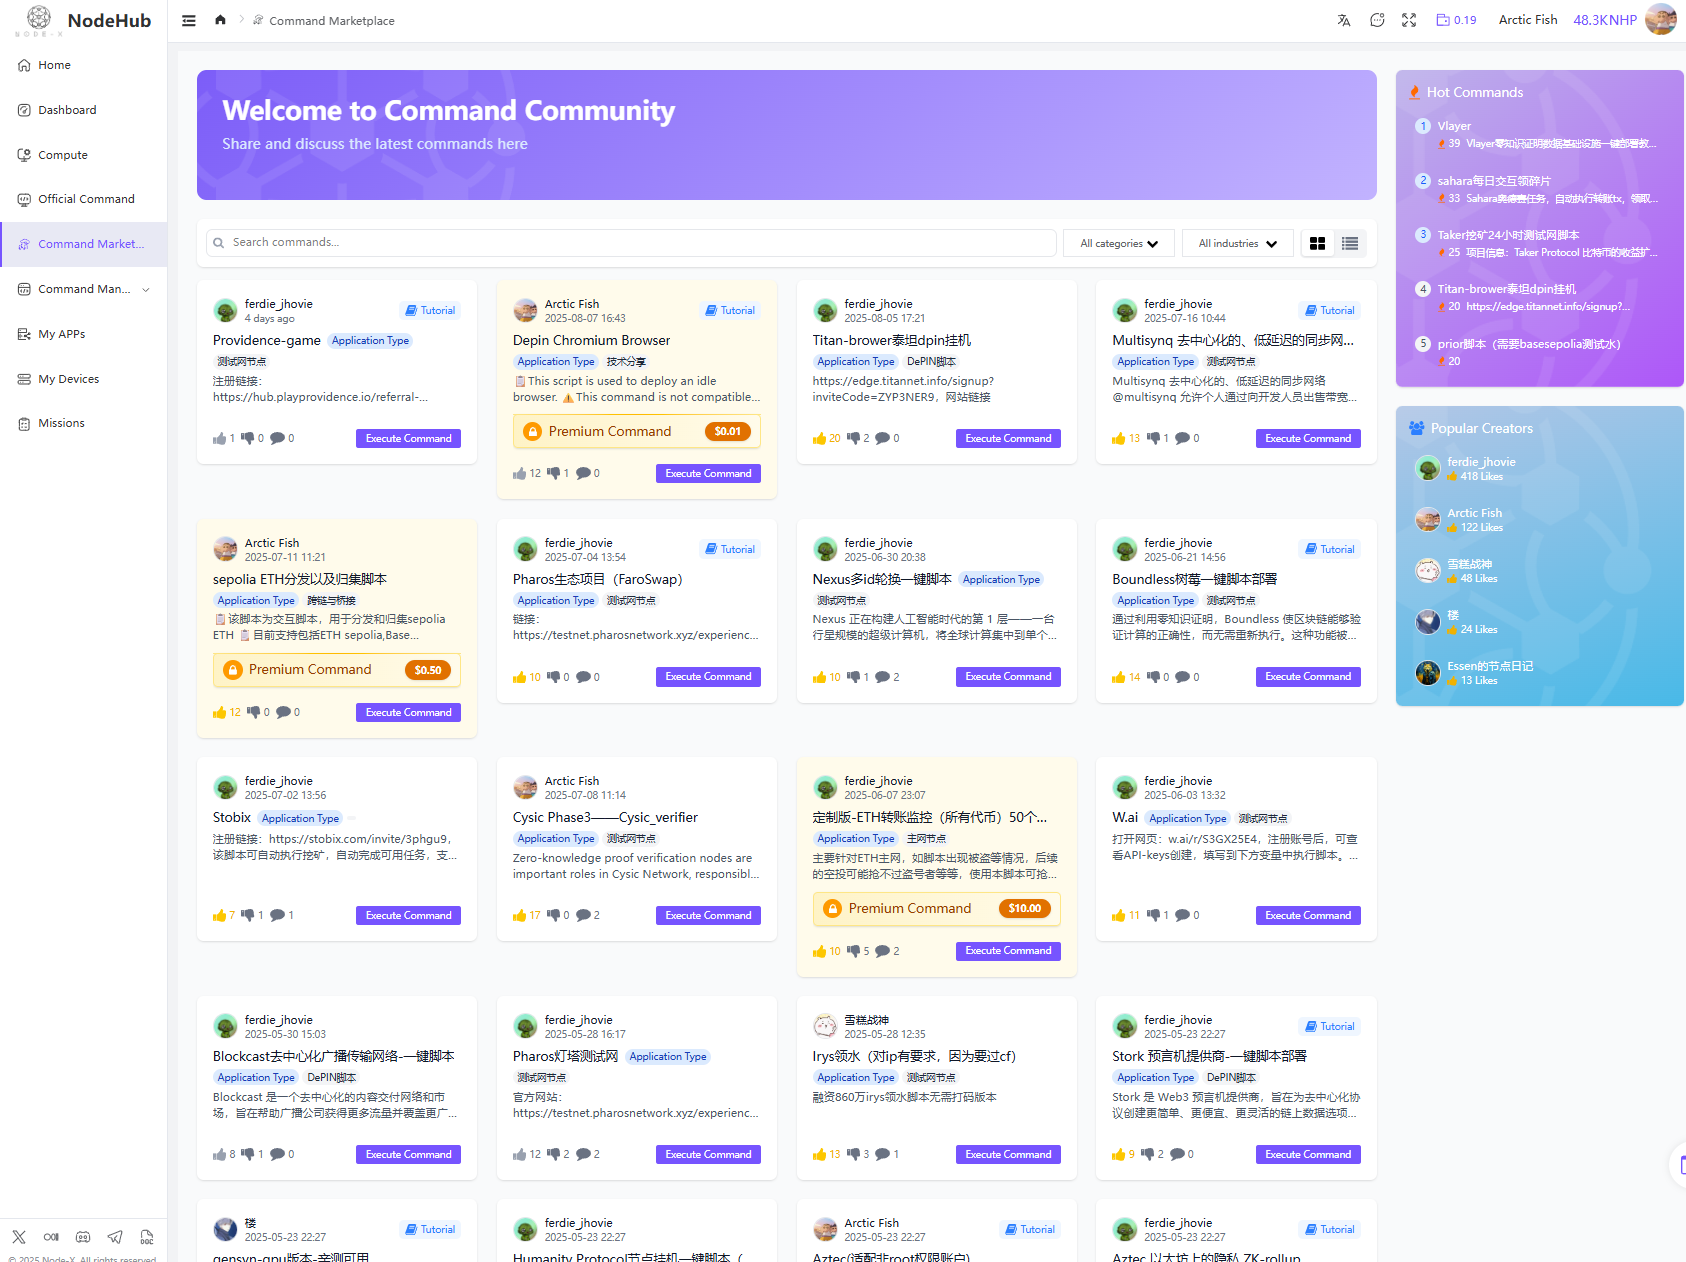 NODE-X
NodeHub
Command Marketplace
0.19
Arctic Fish
48.3KNHP
Home
Dashboard
Compute
Official Command
Command Market...
Command Man...
My APPs
My Devices
Missions
Welcome to Command Community
Share and discuss the latest commands here
Search commands...
All categories
All industries
ferdie_jhovie
4 days ago
Tutorial
Providence-game Application Type
测试网节点
注册链接：
https://hub.playprovidence.io/referral-...
1 0 0
Execute Command
Arctic Fish
2025-08-07 16:43
Tutorial
Depin Chromium Browser
Application Type 技术分享
📋This script is used to deploy an idle
browser. ⚠️This command is not compatible...
Premium Command $0.01
12 1 0
Execute Command
ferdie_jhovie
2025-08-05 17:21
Titan-brower泰坦dpin挂机
Application Type DePIN脚本
https://edge.titannet.info/signup?
inviteCode=ZYP3NER9，网站链接
20 2 0
Execute Command
ferdie_jhovie
2025-07-16 10:44
Tutorial
Multisynq 去中心化的、低延迟的同步网...
Application Type 测试网节点
Multisynq 去中心化的、低延迟的同步网络
@multisynq 允许个人通过向开发人员出售带宽...
13 1 0
Execute Command
Arctic Fish
2025-07-11 11:21
sepolia ETH分发以及归集脚本
Application Type 跨链与桥接
📋该脚本为交互脚本，用于分发和归集sepolia
ETH 📋目前支持包括ETH sepolia,Base...
Premium Command $0.50
12 0 0
Execute Command
ferdie_jhovie
2025-07-04 13:54
Tutorial
Pharos生态项目（FaroSwap）
Application Type 测试网节点
链接：
https://testnet.pharosnetwork.xyz/experienc...
10 0 0
Execute Command
ferdie_jhovie
2025-06-30 20:38
Nexus多id轮换一键脚本 Application Type
测试网节点
Nexus 正在构建人工智能时代的第 1 层——一台
行星规模的超级计算机，将全球计算集中到单个...
10 1 2
Execute Command
ferdie_jhovie
2025-06-21 14:56
Tutorial
Boundless树莓一键脚本部署
Application Type 测试网节点
通过利用零知识证明，Boundless 使区块链能够验
证计算的正确性，而无需重新执行。这种功能被...
14 0 0
Execute Command
ferdie_jhovie
2025-07-02 13:56
Stobix Application Type
注册链接：https://stobix.com/invite/3phgu9，
该脚本可自动执行挖矿，自动完成可用任务，支...
7 1 1
Execute Command
Arctic Fish
2025-07-08 11:14
Cysic Phase3——Cysic_verifier
Application Type 测试网节点
Zero-knowledge proof verification nodes are
important roles in Cysic Network, responsibl...
17 0 2
Execute Command
ferdie_jhovie
2025-06-07 23:07
定制版-ETH转账监控（所有代币）50个...
Application Type 主网节点
主要针对ETH主网，如脚本出现被盗等情况，后续
的空投可能抢不过盗号者等等，使用本脚本可抢...
Premium Command $10.00
10 5 2
Execute Command
ferdie_jhovie
2025-06-03 13:32
W.ai Application Type 测试网节点
打开网页：w.ai/r/S3GX25E4，注册账号后，可查
看API-keys创建，填写到下方变量中执行脚本。...
11 1 0
Execute Command
ferdie_jhovie
2025-05-30 15:03
Blockcast去中心化广播传输网络-一键脚本
Application Type DePIN脚本
Blockcast 是一个去中心化的内容交付网络和市
场，旨在帮助广播公司获得更多流量并覆盖更广...
8 1 0
Execute Command
ferdie_jhovie
2025-05-28 16:17
Pharos灯塔测试网 Application Type
测试网节点
官方网站：
https://testnet.pharosnetwork.xyz/experienc...
12 2 2
Execute Command
雪糕战神
2025-05-28 12:35
Irys领水（对ip有要求，因为要过cf）
Application Type 测试网节点
融资860万irys领水脚本无需打码版本
13 3 1
Execute Command
ferdie_jhovie
2025-05-23 22:27
Tutorial
Stork 预言机提供商-一键脚本部署
Application Type DePIN脚本
Stork 是 Web3 预言机提供商，旨在为去中心化协
议创建更简单、更便宜、更灵活的链上数据选项...
9 2 0
Execute Command
楼
2025-05-23 22:27
Tutorial
gensyn-gpu版本-亲测可用
ferdie_jhovie
2025-05-23 22:27
Humanity Protocol节点挂机一键脚本（
Arctic Fish
2025-05-23 22:27
Tutorial
Aztec(适配非root权限账户)
ferdie_jhovie
2025-05-23 22:27
Tutorial
Aztec 以太坊上的隐私 ZK-rollup
Hot Commands
1 Vlayer
39 Vlayer零知识证明数据基础设施一键部署教...
2 sahara每日交互领碎片
33 Sahara奥德赛任务，自动执行转账tx，领取...
3 Taker挖矿24小时测试网脚本
25 项目信息：Taker Protocol 比特币的收益扩...
4 Titan-brower泰坦dpin挂机
20 https://edge.titannet.info/signup?...
5 prior脚本（需要basesepolia测试水）
20
Popular Creators
ferdie_jhovie
418 Likes
Arctic Fish
122 Likes
雪糕战神
48 Likes
楼
24 Likes
Essen的节点日记
13 Likes
© 2025 Node-X. All rights reserved